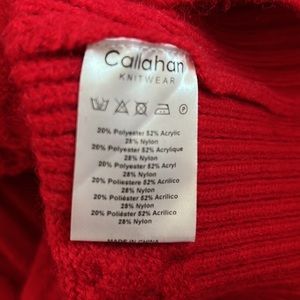 Callahan
KNITWEAR
P
20% Polyester 52% Acrylic
28% Nylon
20% Polyester 52% Acrylique
28% Nylon
20% Polyester 52% Acryl
28% Nylon
20% Poliestere 52% Acrilico
28% Nylon
20% Poliéster 52% Acrílico
28% Nylon
20% Poliéster 52% Acrilico
28% Nylon
MADE IN CHINA